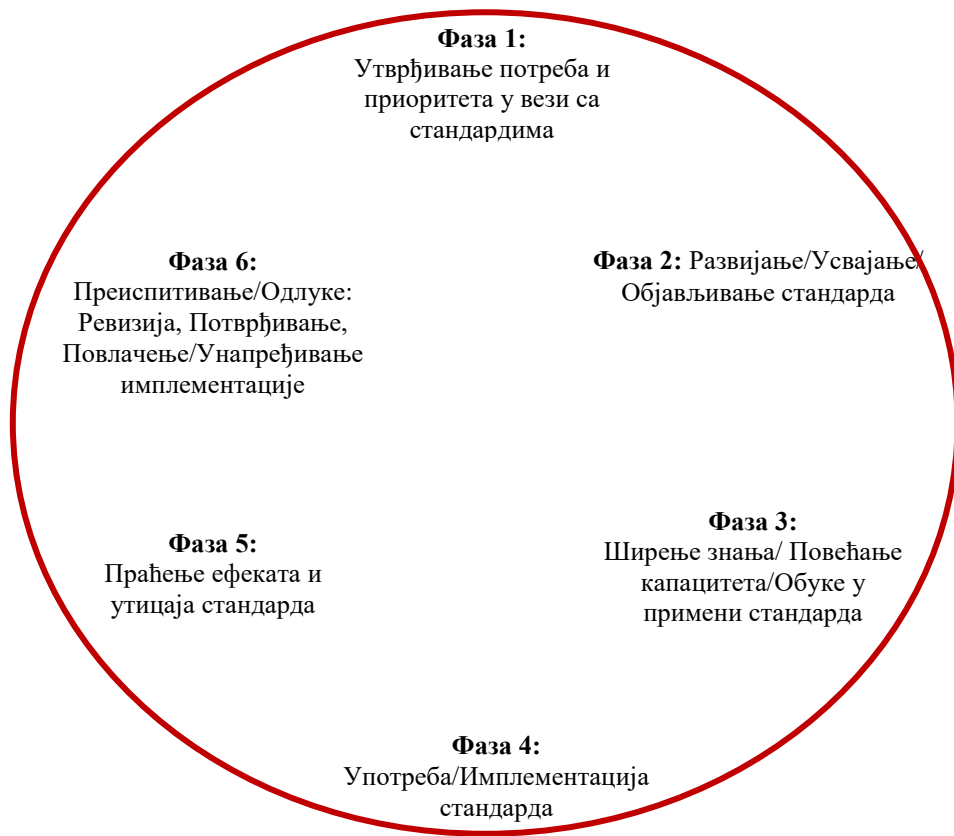 Фаза 1:
Утврђивање потреба и
приоритета у вези са
стандардима
Фаза 2: Развијање/Усвајање/
Објављивање стандарда
Фаза 3:
Ширење знања/ Повећање
капацитета/Обуке у
примени стандарда
Фаза 4:
Употреба/Имплементација
стандарда
Фаза 5:
Праћење ефеката и
утицаја стандарда
Фаза 6:
Преиспитивање/Одлуке:
Ревизија, Потврђивање,
Повлачење/Унапређивање
имплементације